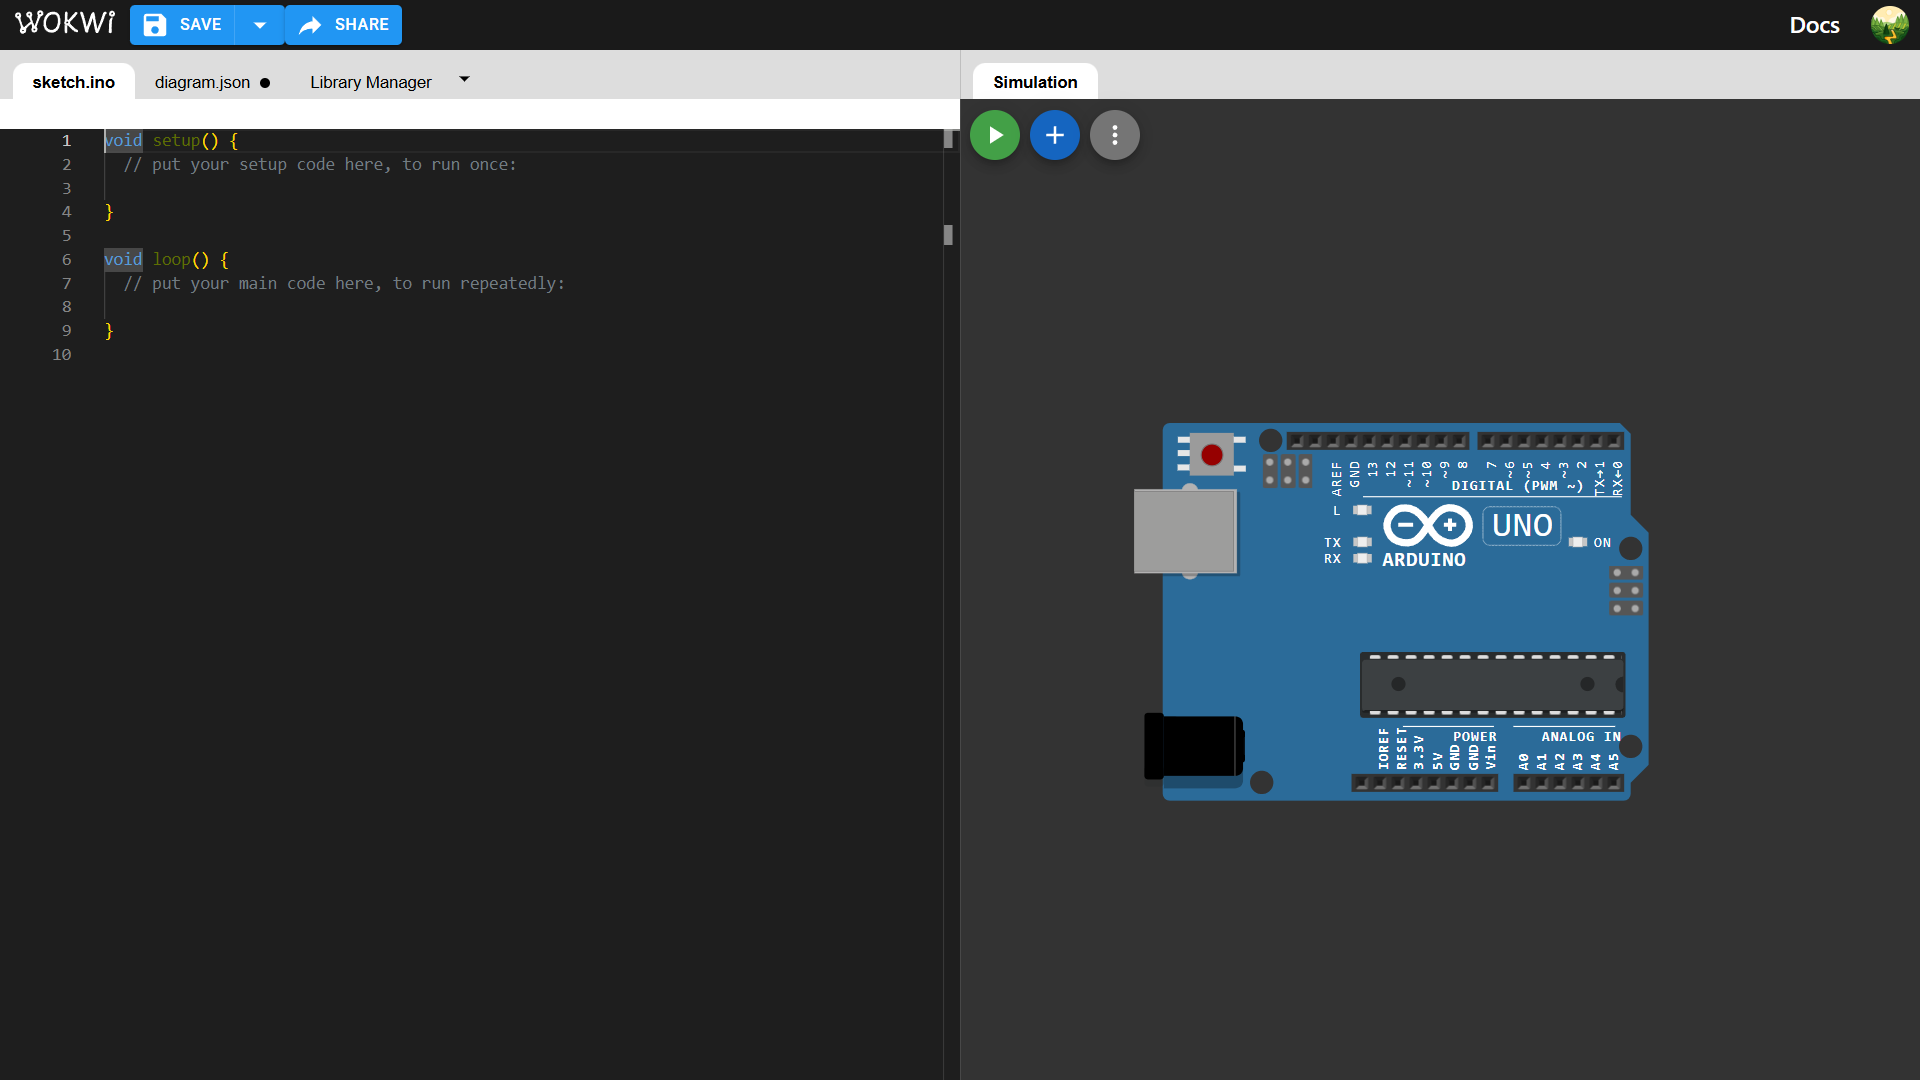 WOKWI SAVE SHARE Docs
sketch.ino diagram.json ● Library Manager Simulation
1 void setup() {
2 // put your setup code here, to run once:
3
4 }
5
6 void loop() {
7 // put your main code here, to run repeatedly:
8
9 }
10
AREF GND 13 12 ~11 ~10 ~9 8 7 ~6 ~5 4 ~3 2 TX→1 RX←0
DIGITAL (PWM ~)
L
UNO
TX ON
RX ARDUINO
POWER ANALOG IN
IOREF RESET 3.3V 5V GND GND Vin A0 A1 A2 A3 A4 A5